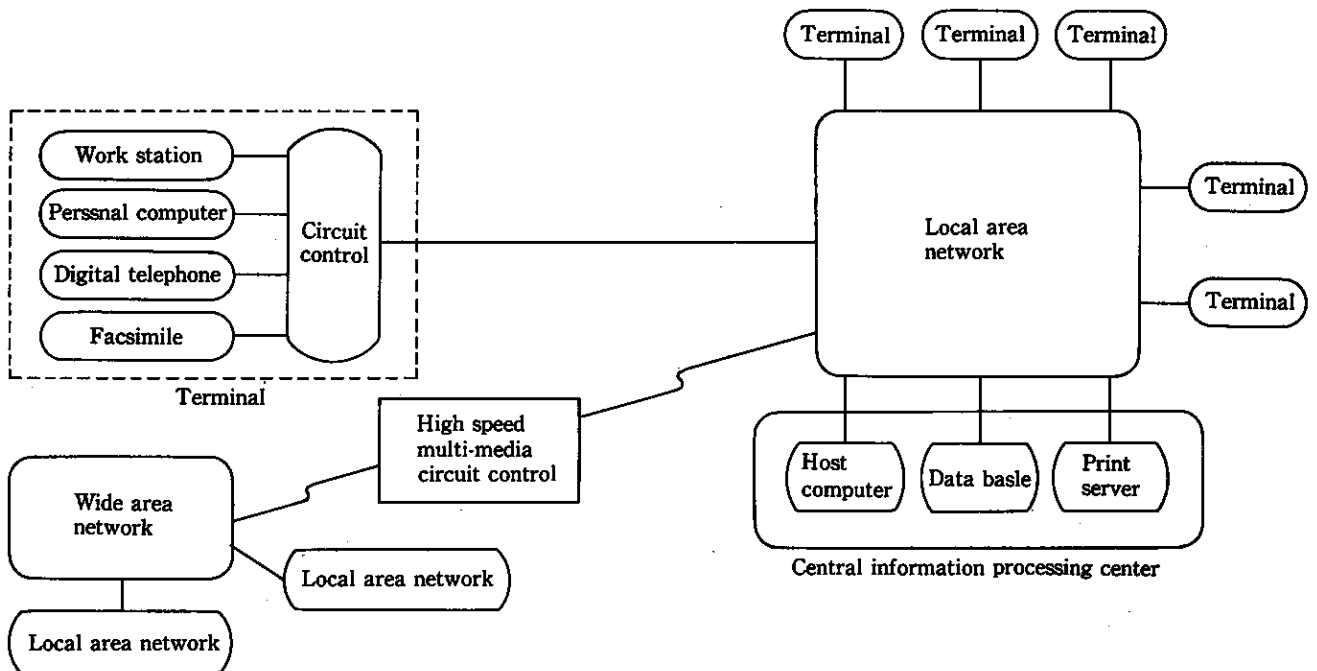 Terminal
Terminal
Terminal
Work station
Perssnal computer
Digital telephone
Facsimile
Circuit
control
Terminal
Local area
network
Terminal
Terminal
High speed
multi-media
circuit control
Wide area
network
Local area network
Local area network
Host
computer
Data basle
Print
server
Central information processing center